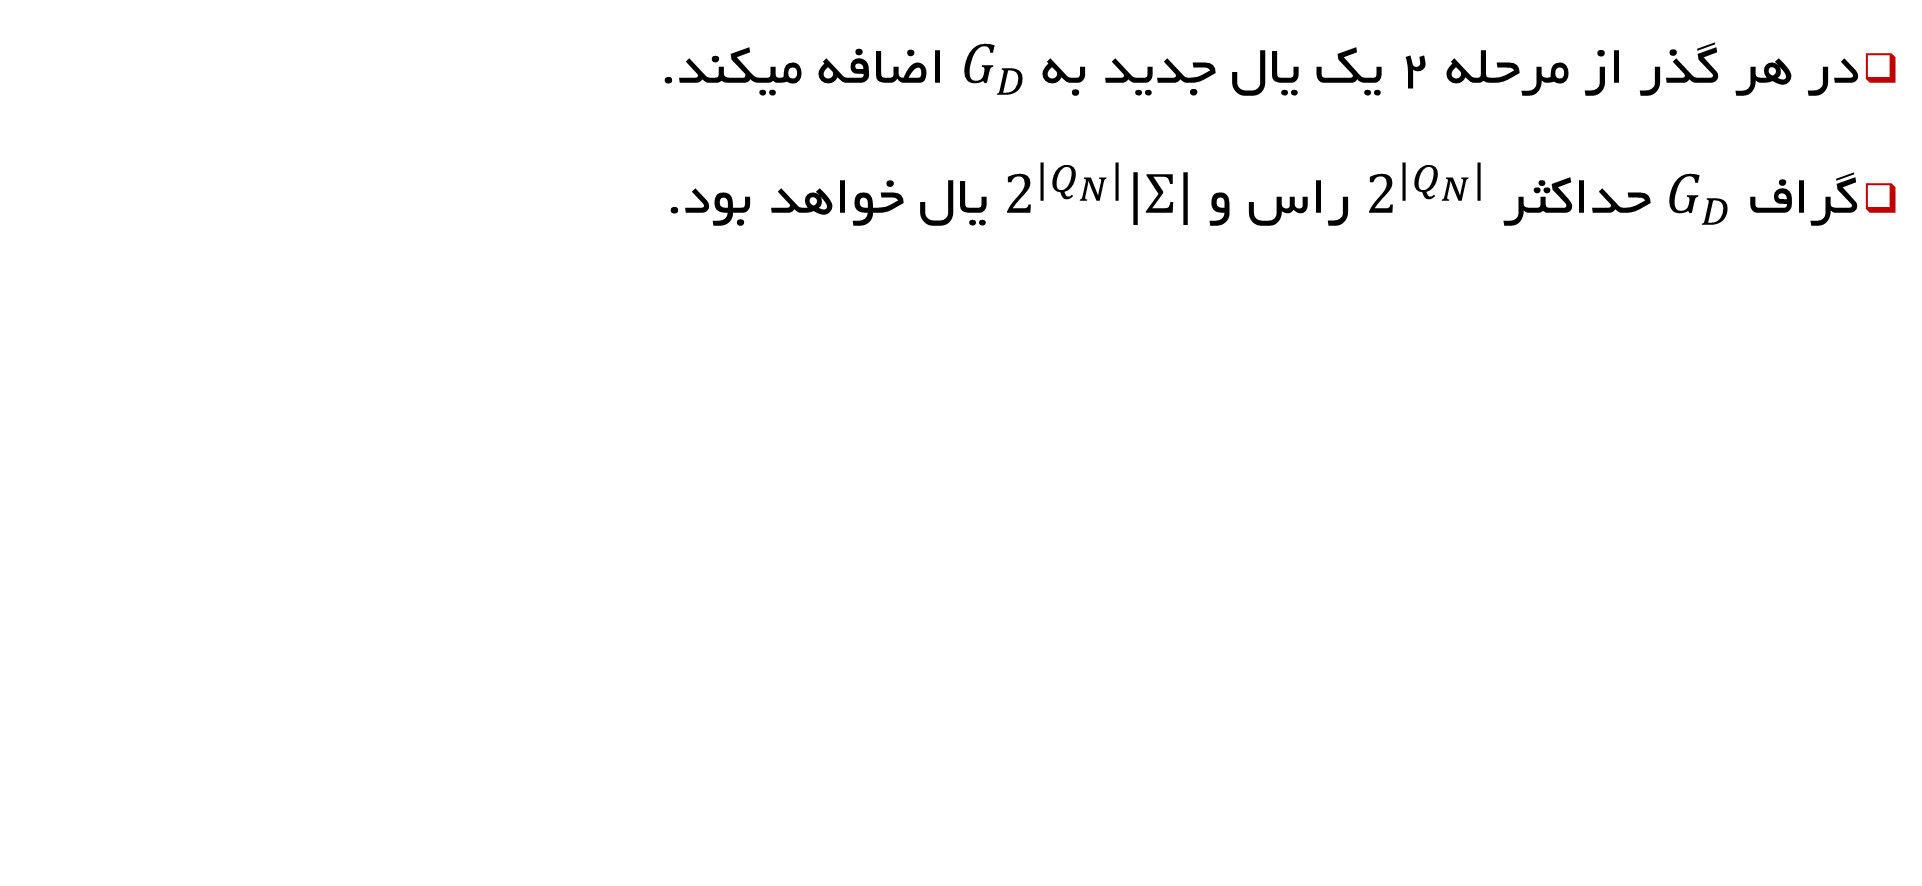 ❑در هر گذر از مرحله ۲ یک یال جدید به $G_D$ اضافه میکند.
❑گراف $G_D$ حداکثر $2^{|Q_N|}$ راس و $2^{|Q_N|}|\Sigma|$ یال خواهد بود.